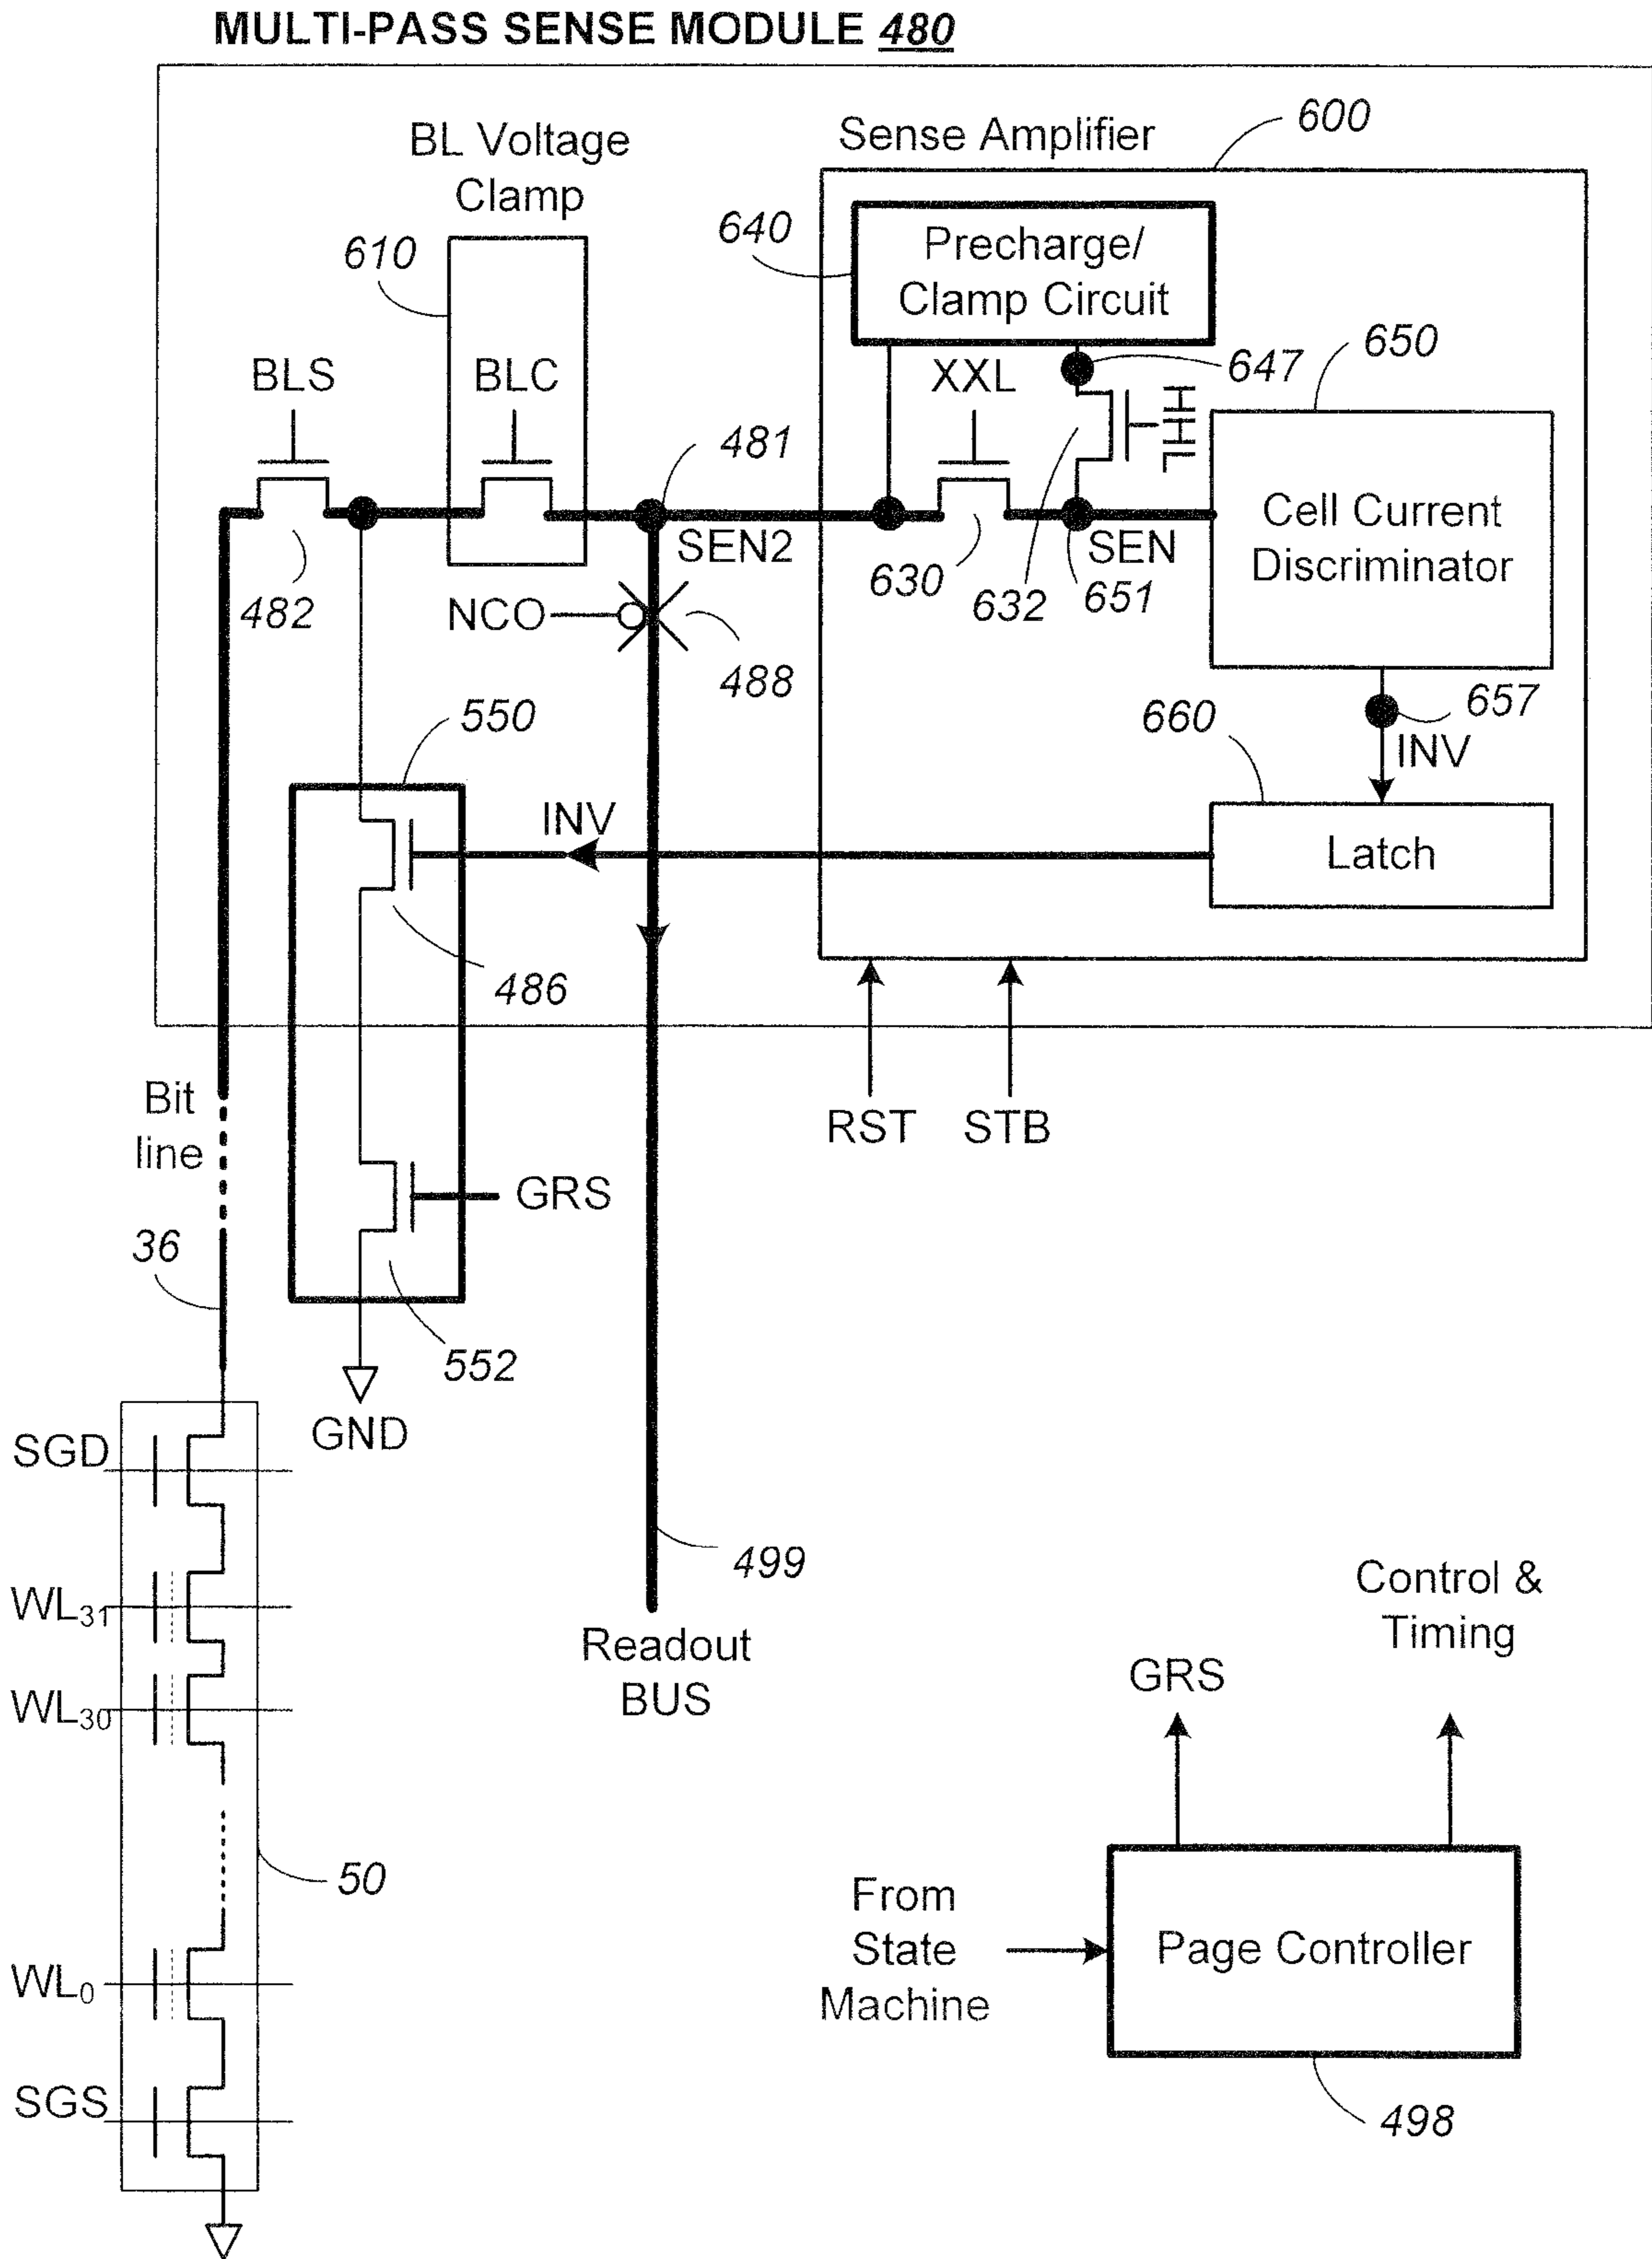 MULTI-PASS SENSE MODULE 480
BL Voltage
Clamp
Sense Amplifier
600
610
640
Precharge/
Clamp Circuit
650
647
BLS
BLC
XXL
HHL
481
482
SEN2
630
632
SEN
651
Cell Current
Discriminator
NCO
488
657
550
660
INV
INV
Latch
486
RST
STB
Bit
line
GRS
36
552
GND
SGD
499
WL31
Readout
BUS
WL30
Control &
Timing
GRS
50
From
State
Machine
Page Controller
WL0
SGS
498